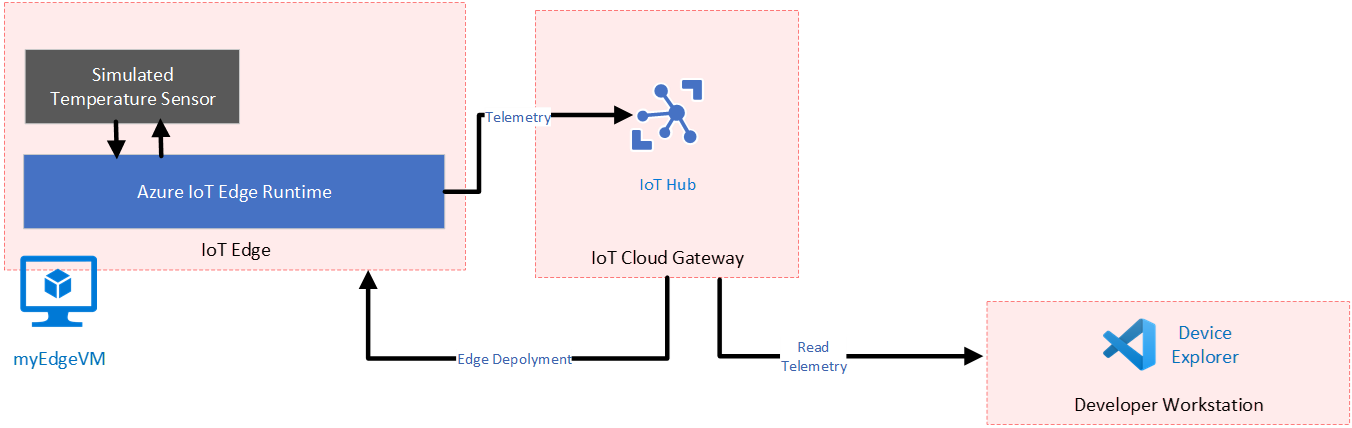 Simulated
Temperature Sensor
Azure IoT Edge Runtime
IoT Edge
myEdgeVM
Telemetry
IoT Hub
IoT Cloud Gateway
Edge Depolyment
Read
Telemetry
Device
Explorer
Developer Workstation